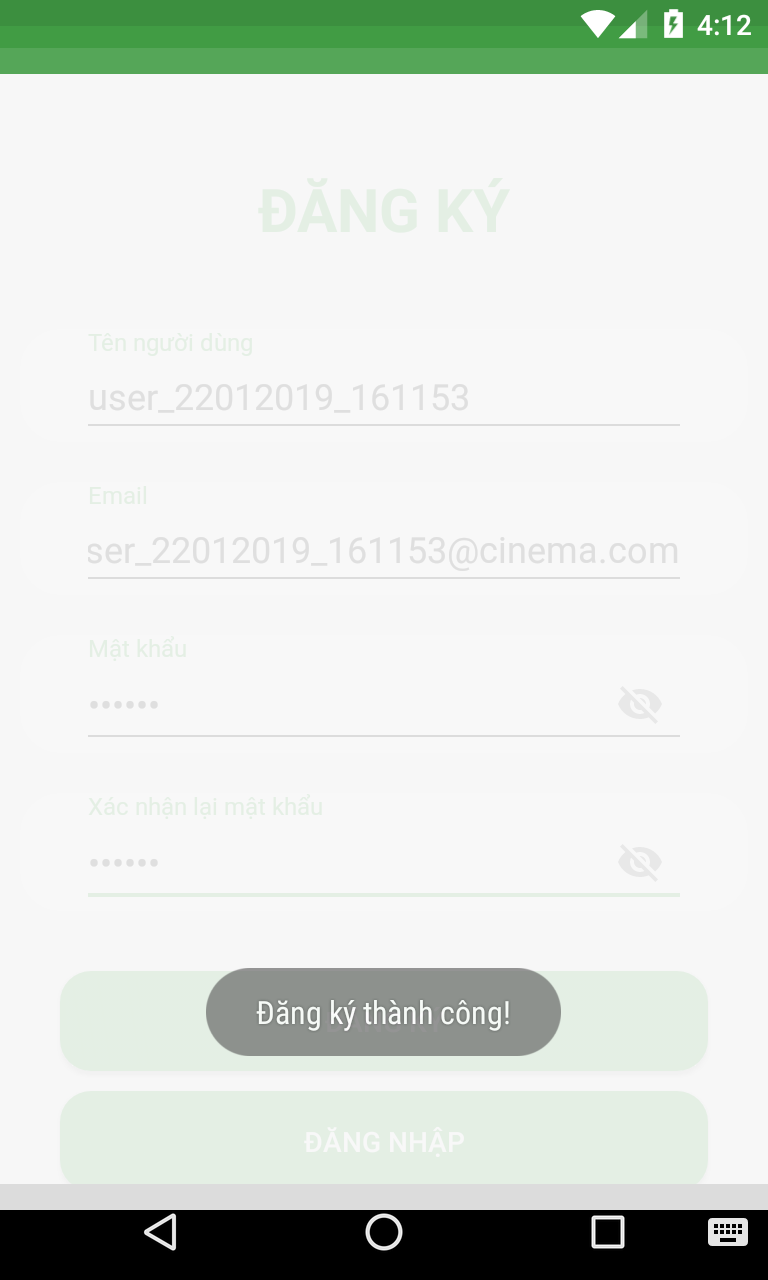 4:12
ĐĂNG KÝ
Tên người dùng
user_22012019_161153
Email
ser_22012019_161153@cinema.com
Mật khẩu
••••••
Xác nhận lại mật khẩu
••••••
Đăng ký thành công!
ĐĂNG NHẬP